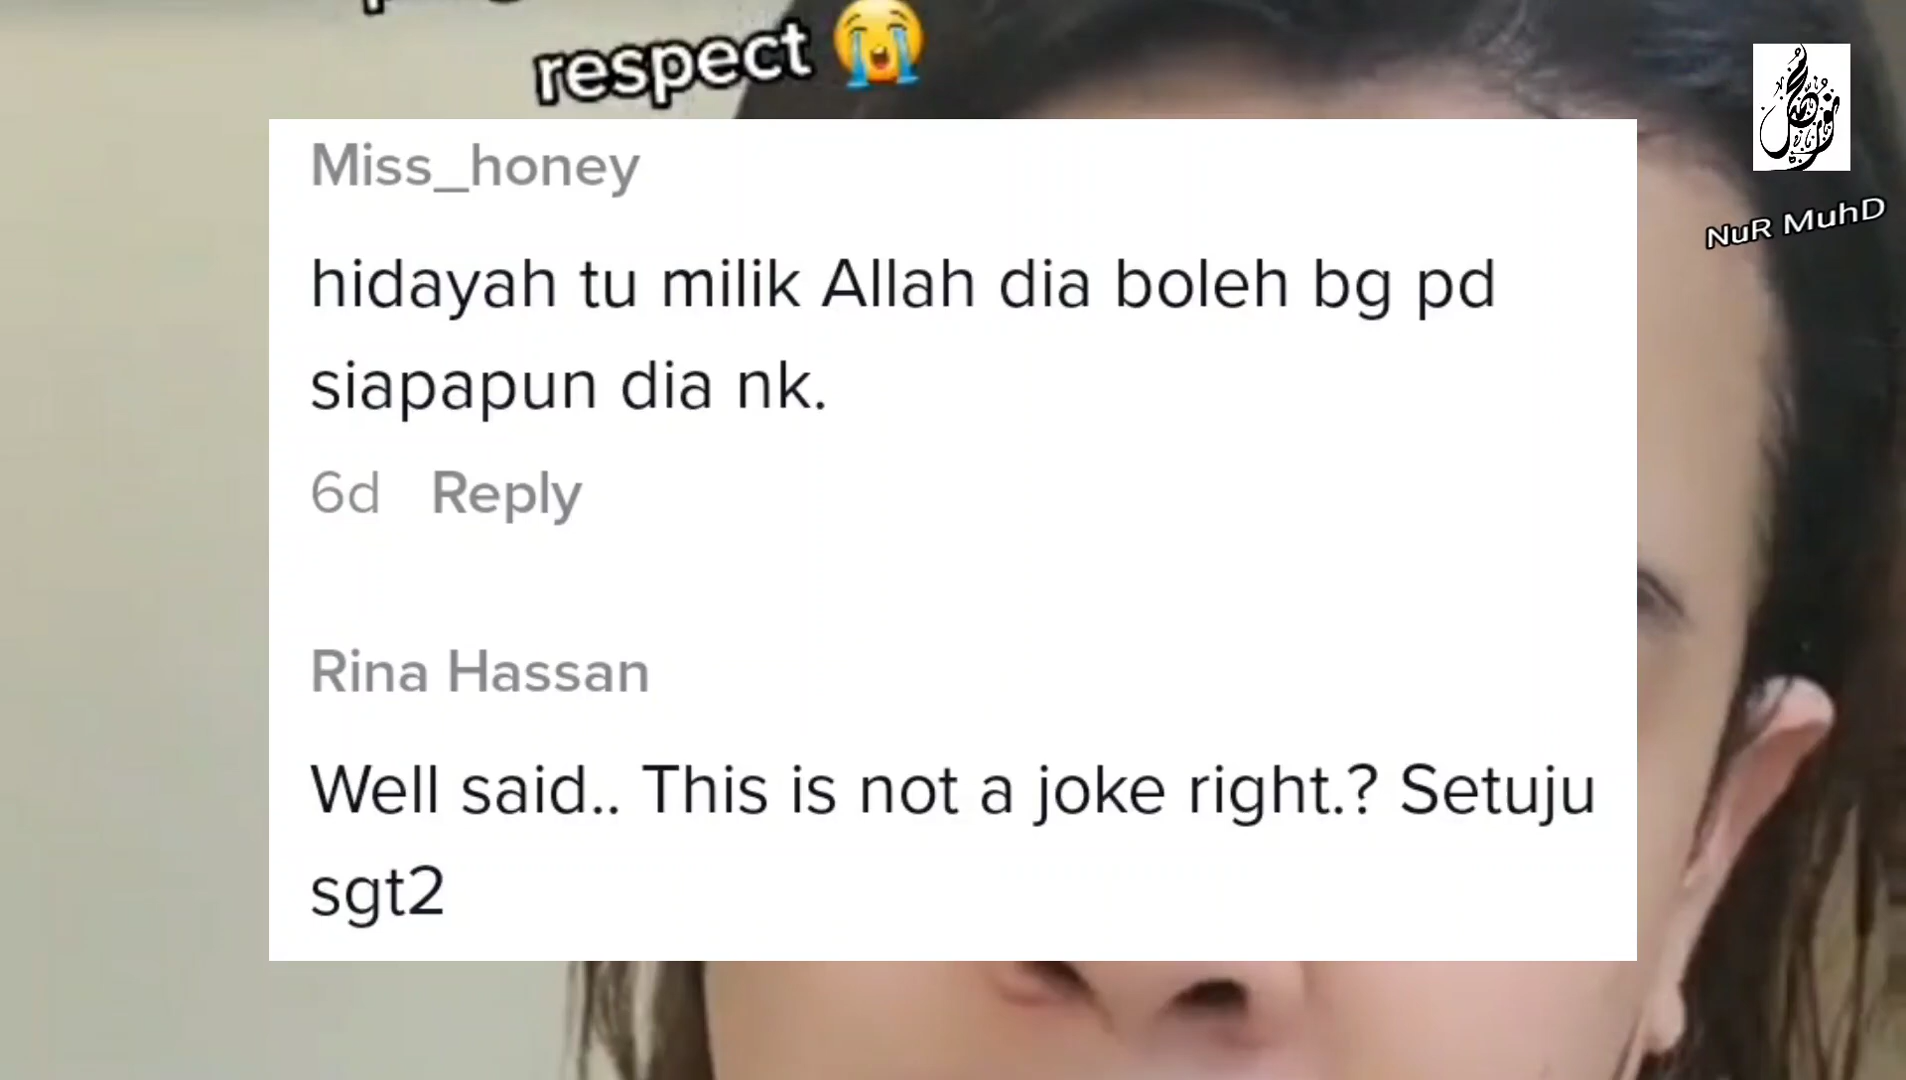 respect 😭
Miss_honey
hidayah tu milik Allah dia boleh bg pd
siapapun dia nk.
6d Reply
Rina Hassan
Well said.. This is not a joke right.? Setuju
sgt2
NuR MuhD